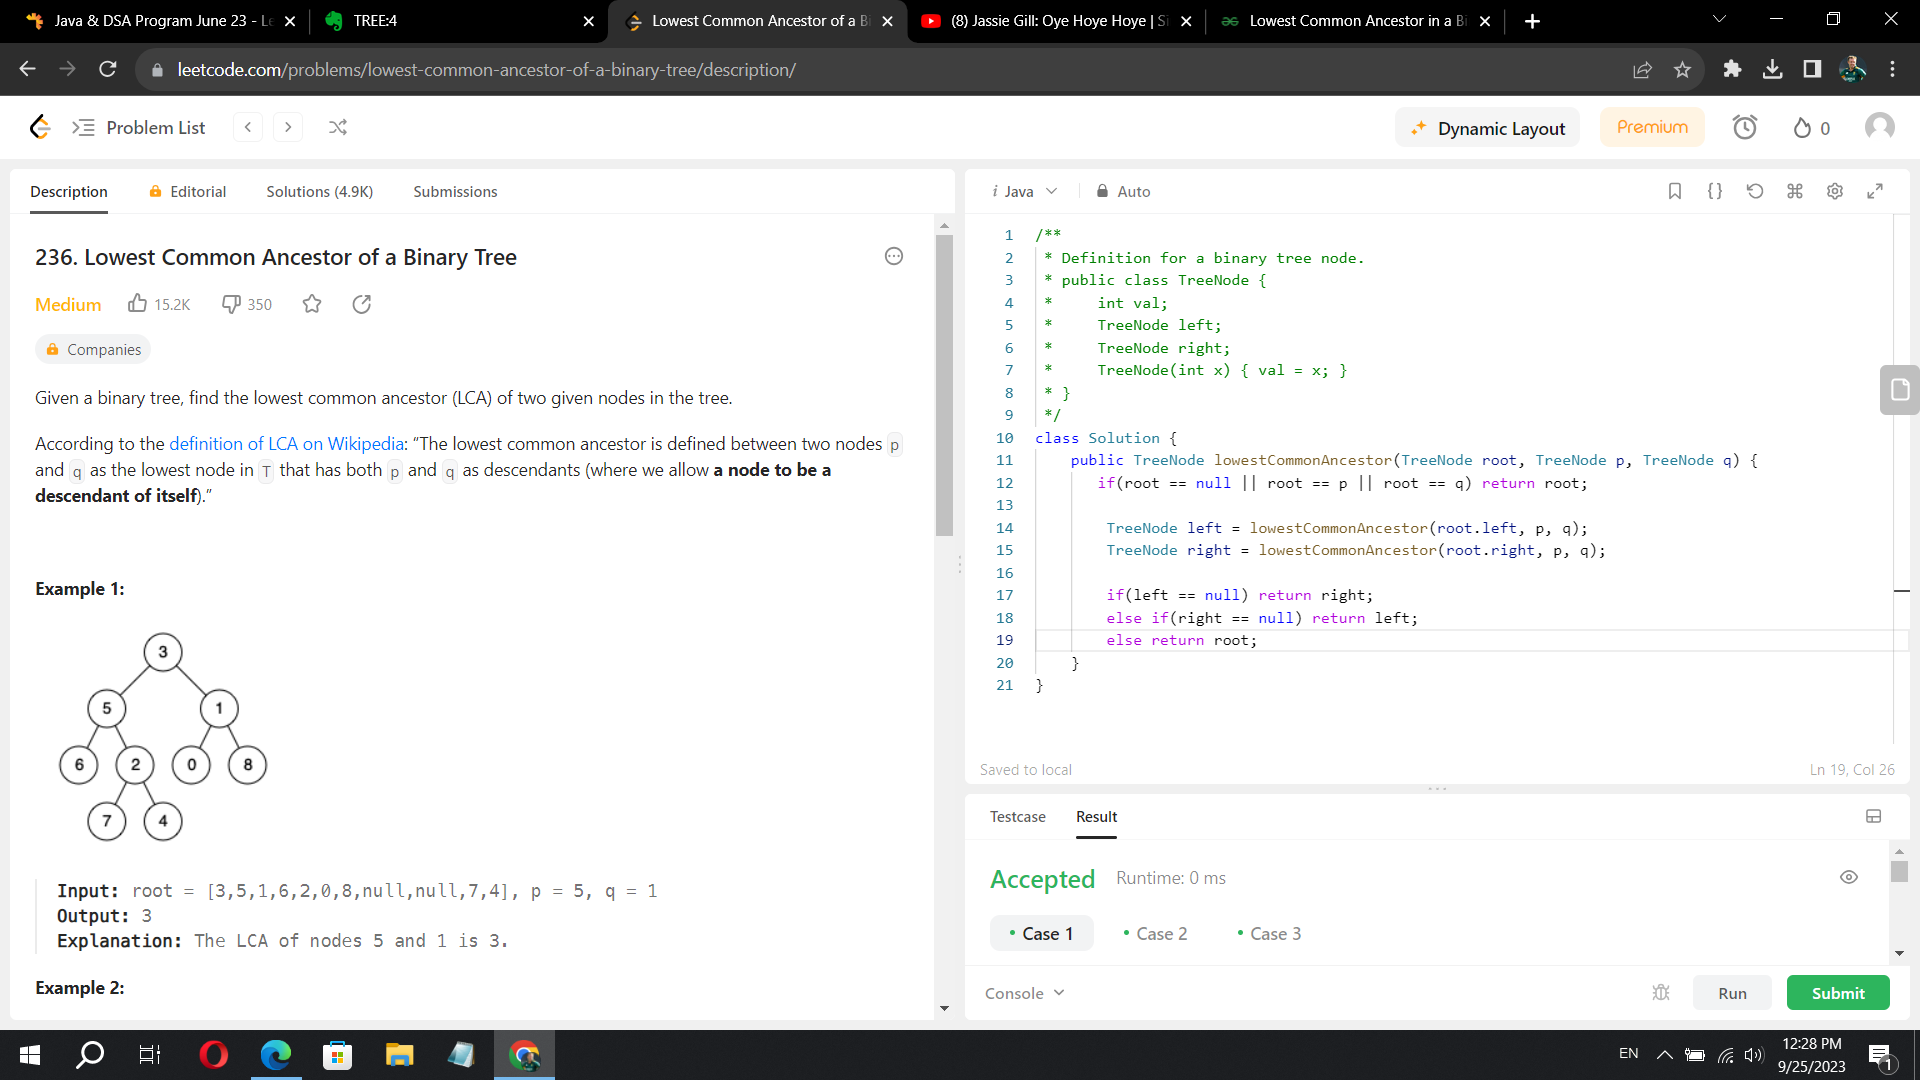 Java & DSA Program June 23 - Le
TREE:4
Lowest Common Ancestor of a Bi
(8) Jassie Gill: Oye Hoye Hoye | Si
Lowest Common Ancestor in a Bi
leetcode.com/problems/lowest-common-ancestor-of-a-binary-tree/description/
Problem List
Dynamic Layout
Premium
0
Description
Editorial
Solutions (4.9K)
Submissions
236. Lowest Common Ancestor of a Binary Tree
Medium
15.2K
350
Companies
Given a binary tree, find the lowest common ancestor (LCA) of two given nodes in the tree.
According to the definition of LCA on Wikipedia: “The lowest common ancestor is defined between two nodes p
and q as the lowest node in T that has both p and q as descendants (where we allow a node to be a
descendant of itself).”
Example 1:
3
5 1
6 2 0 8
7 4
Input: root = [3,5,1,6,2,0,8,null,null,7,4], p = 5, q = 1
Output: 3
Explanation: The LCA of nodes 5 and 1 is 3.
Example 2:
i Java
Auto
1 /**
2 * Definition for a binary tree node.
3 * public class TreeNode {
4 *     int val;
5 *     TreeNode left;
6 *     TreeNode right;
7 *     TreeNode(int x) { val = x; }
8 * }
9 */
10 class Solution {
11     public TreeNode lowestCommonAncestor(TreeNode root, TreeNode p, TreeNode q) {
12        if(root == null || root == p || root == q) return root;
13
14         TreeNode left = lowestCommonAncestor(root.left, p, q);
15         TreeNode right = lowestCommonAncestor(root.right, p, q);
16
17         if(left == null) return right;
18         else if(right == null) return left;
19         else return root;
20     }
21 }
Saved to local
Ln 19, Col 26
Testcase
Result
Accepted
Runtime: 0 ms
Case 1
Case 2
Case 3
Console
Run
Submit
EN
12:28 PM
9/25/2023
1